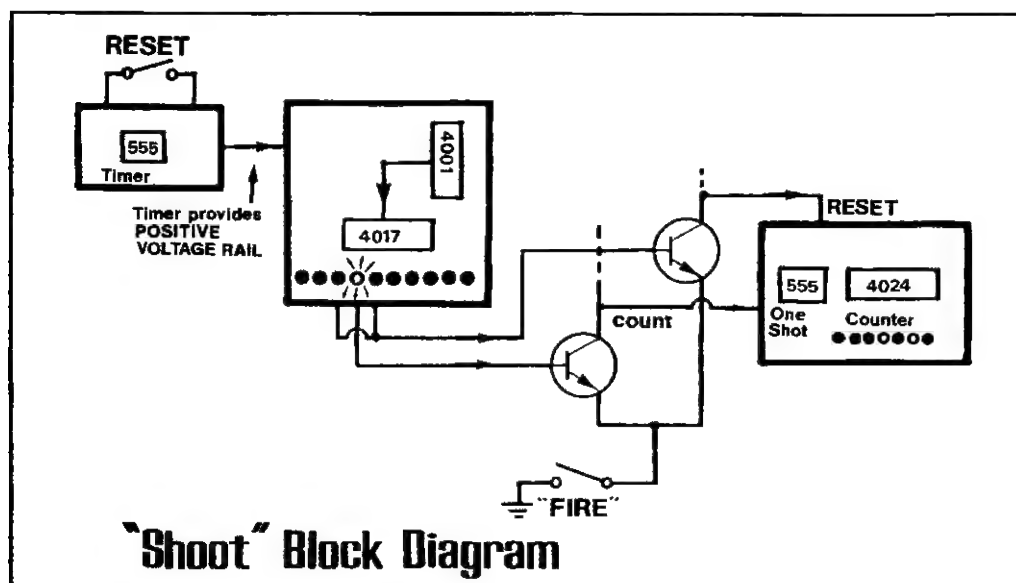 RESET
555
Timer
Timer provides
POSITIVE
VOLTAGE RAIL
4001
4017
RESET
count
555
4024
One
Shot
Counter
"FIRE"
"Shoot" Block Diagram